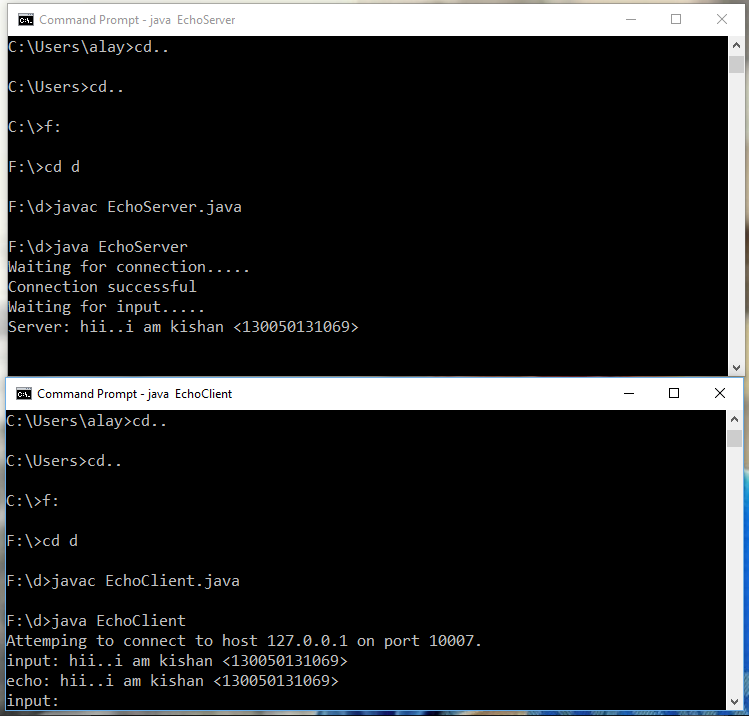 Command Prompt - java  EchoServer
C:\Users\alay>cd..
C:\Users>cd..
C:\>f:
F:\>cd d
F:\d>javac EchoServer.java
F:\d>java EchoServer
Waiting for connection.....
Connection successful
Waiting for input.....
Server: hii..i am kishan <130050131069>
Command Prompt - java  EchoClient
C:\Users\alay>cd..
C:\Users>cd..
C:\>f:
F:\>cd d
F:\d>javac EchoClient.java
F:\d>java EchoClient
Attemping to connect to host 127.0.0.1 on port 10007.
input: hii..i am kishan <130050131069>
echo: hii..i am kishan <130050131069>
input: